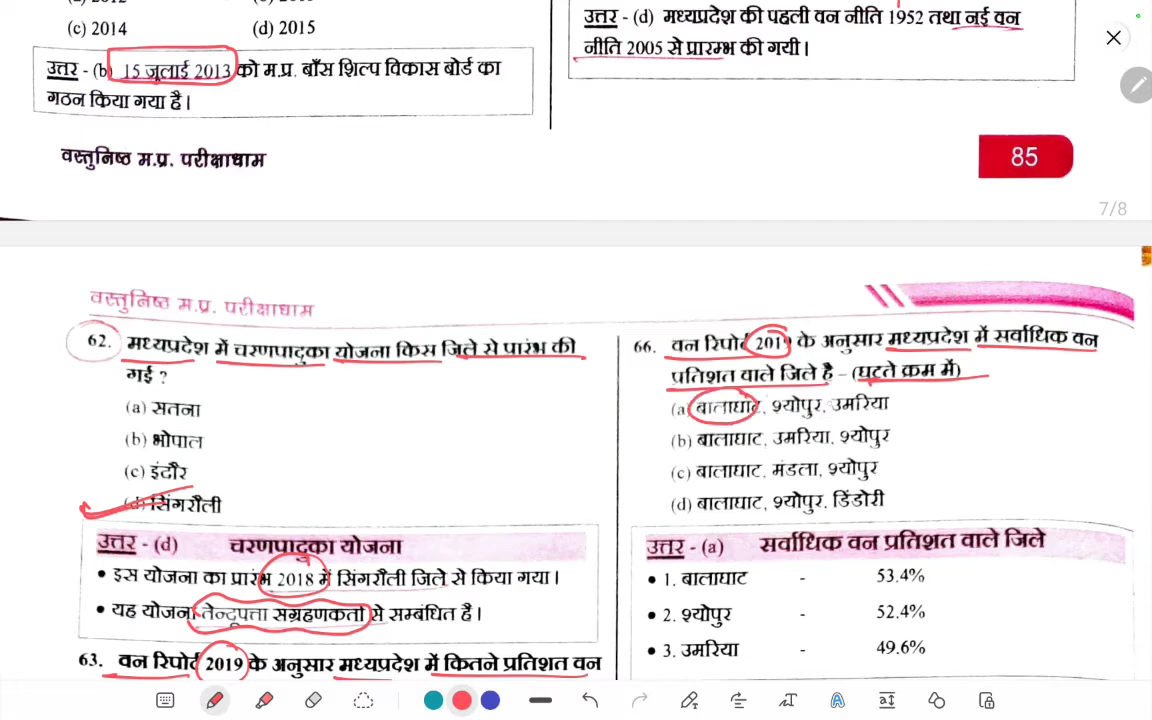 (c) 2014 (d) 2015
उत्तर - (b) 15 जूलाई 2013 को म.प्र. बाँस शिल्प विकास बोर्ड का
गठन किया गया है।
उत्तर - (d) मध्यप्रदेश की पहली वन नीति 1952 तथा नई वन
नीति 2005 से प्रारम्भ की गयी।
वस्तुनिष्ठ म.प्र. परीक्षाधाम
85
7/8
वस्तुनिष्ठ म.प्र. परीक्षाधाम
62. मध्यप्रदेश में चरणपादुका योजना किस जिले से प्रारंभ की
गई ?
(a) सतना
(b) भोपाल
(c) इंदौर
(d) सिंगरौली
उत्तर - (d) चरणपादुका योजना
• इस योजना का प्रारंभ 2018 में सिंगरौली जिले से किया गया।
• यह योजना तेन्दूपत्ता संग्रहणकर्ता से सम्बंधित है।
63. वन रिपोर्ट 2019 के अनुसार मध्यप्रदेश में कितने प्रतिशत वन
66. वन रिपोर्ट 2019 के अनुसार मध्यप्रदेश में सर्वाधिक वन
प्रतिशत वाले जिले है – (घटते क्रम में)
(a) बालाघाट, श्योपुर, उमरिया
(b) बालाघाट, उमरिया, श्योपुर
(c) बालाघाट, मंडला, श्योपुर
(d) बालाघाट, श्योपुर, डिंडोरी
उत्तर - (a) सर्वाधिक वन प्रतिशत वाले जिले
• 1. बालाघाट - 53.4%
• 2. श्योपुर - 52.4%
• 3. उमरिया - 49.6%